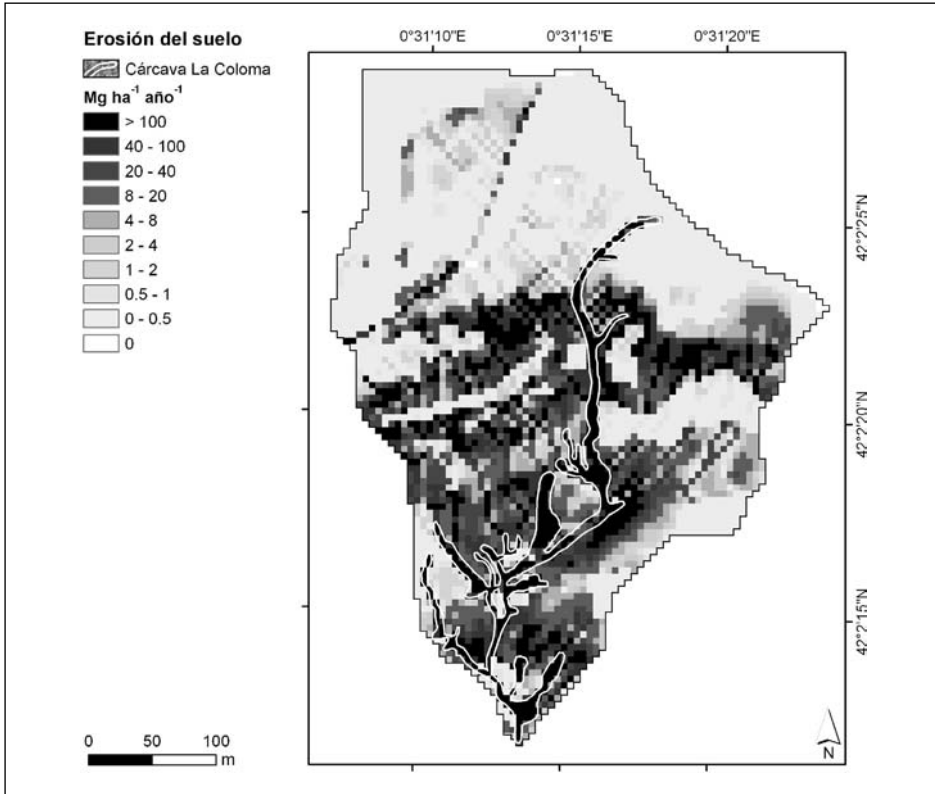 Erosión del suelo
Cárcava La Coloma
Mg ha⁻¹ año⁻¹
> 100
40 - 100
20 - 40
8 - 20
4 - 8
2 - 4
1 - 2
0.5 - 1
0 - 0.5
0
0°31'10"E 0°31'15"E 0°31'20"E
42°2'25"N
42°2'20"N
42°2'15"N
0 50 100
m
N